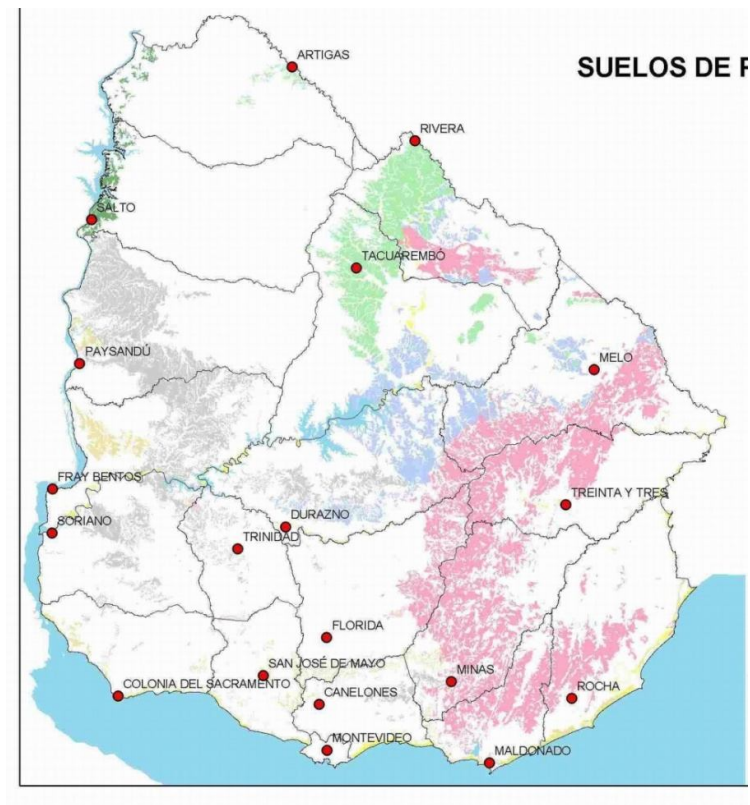 ARTIGAS
SUELOS DE P
RIVERA
SALTO
TACUAREMBÓ
PAYSANDÚ
MELO
FRAY BENTOS
TREINTA Y TRES
DURAZNO
SORIANO
TRINIDAD
FLORIDA
SAN JOSÉ DE MAYO
MINAS
COLONIA DEL SACRAMENTO
CANELONES
ROCHA
MONTEVIDEO
MALDONADO